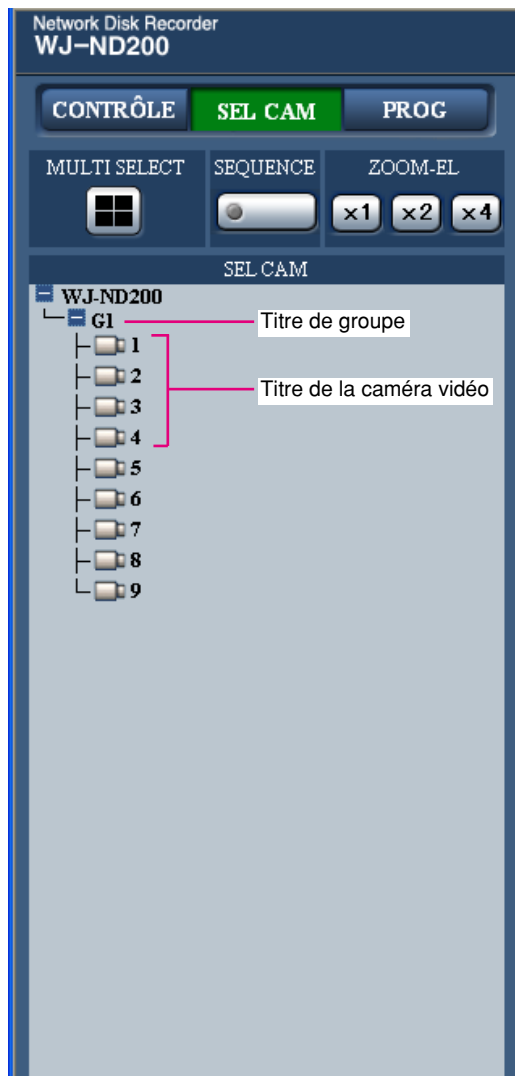 Network Disk Recorder
WJ-ND200
CONTRÔLE SEL CAM PROG
MULTI SELECT SEQUENCE ZOOM-EL
x1 x2 x4
SEL CAM
WJ-ND200
G1 Titre de groupe
1
2 Titre de la caméra vidéo
3
4
5
6
7
8
9